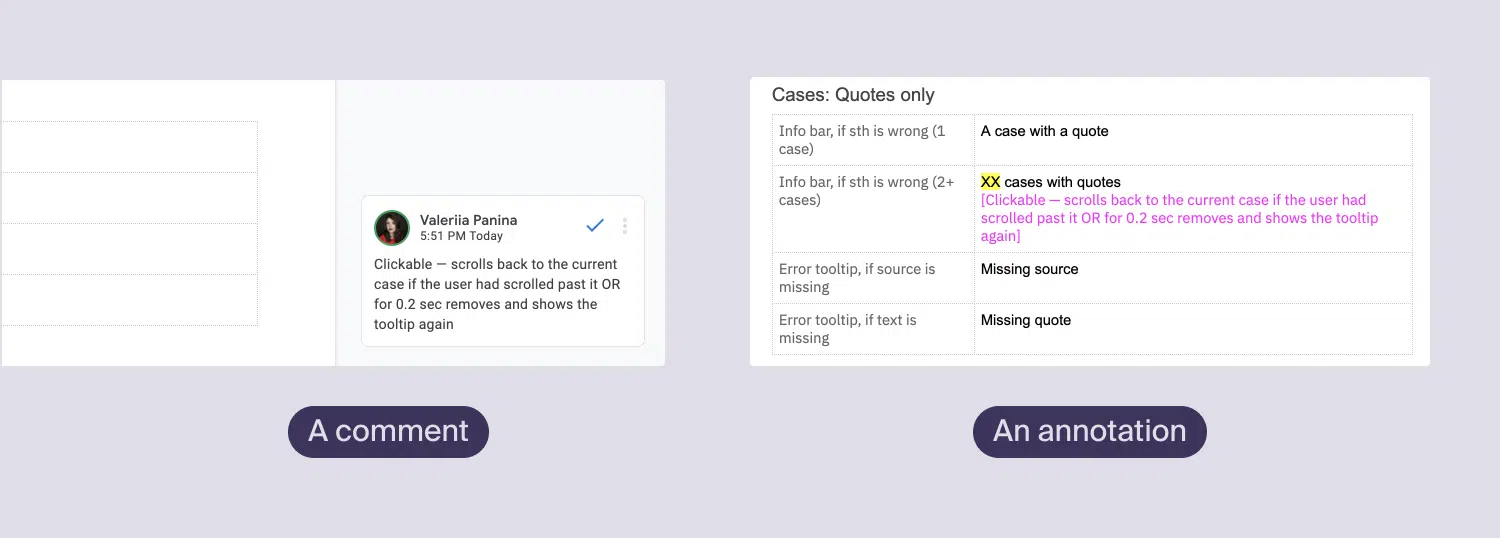 Valeriia Panina
5:51 PM Today
Clickable — scrolls back to the current
case if the user had scrolled past it OR
for 0.2 sec removes and shows the
tooltip again
A comment
Cases: Quotes only
Info bar, if sth is wrong (1
case)
A case with a quote
Info bar, if sth is wrong (2+
cases)
XX cases with quotes
[Clickable — scrolls back to the current case if the user had
scrolled past it OR for 0.2 sec removes and shows the tooltip
again]
Error tooltip, if source is
missing
Missing source
Error tooltip, if text is
missing
Missing quote
An annotation